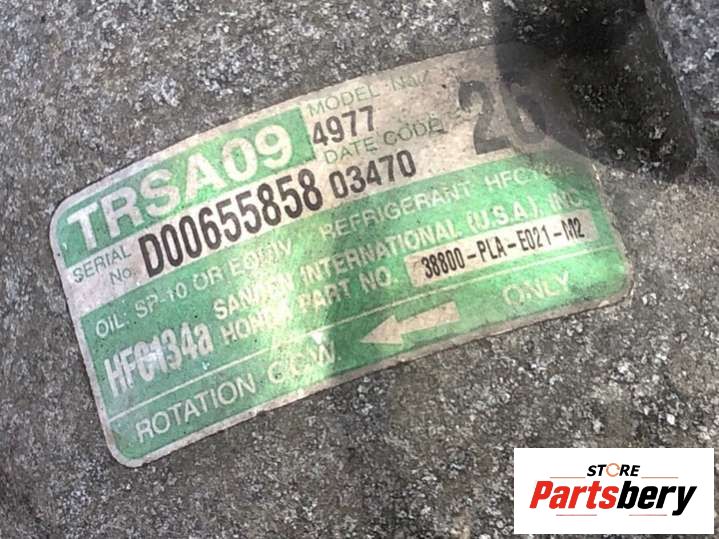 TRSA09 MODEL No. 4977
SERIAL No. D00655858 DATE CODE 03470
26
OIL: SP-10 OR EQUIV REFRIGERANT HFC
HFC134a SANDEN INTERNATIONAL (U.S.A.), INC.
HONDA PART NO. 38800-PLA-E021-M2
ROTATION C.C.W. ONLY
STORE
Partsbery